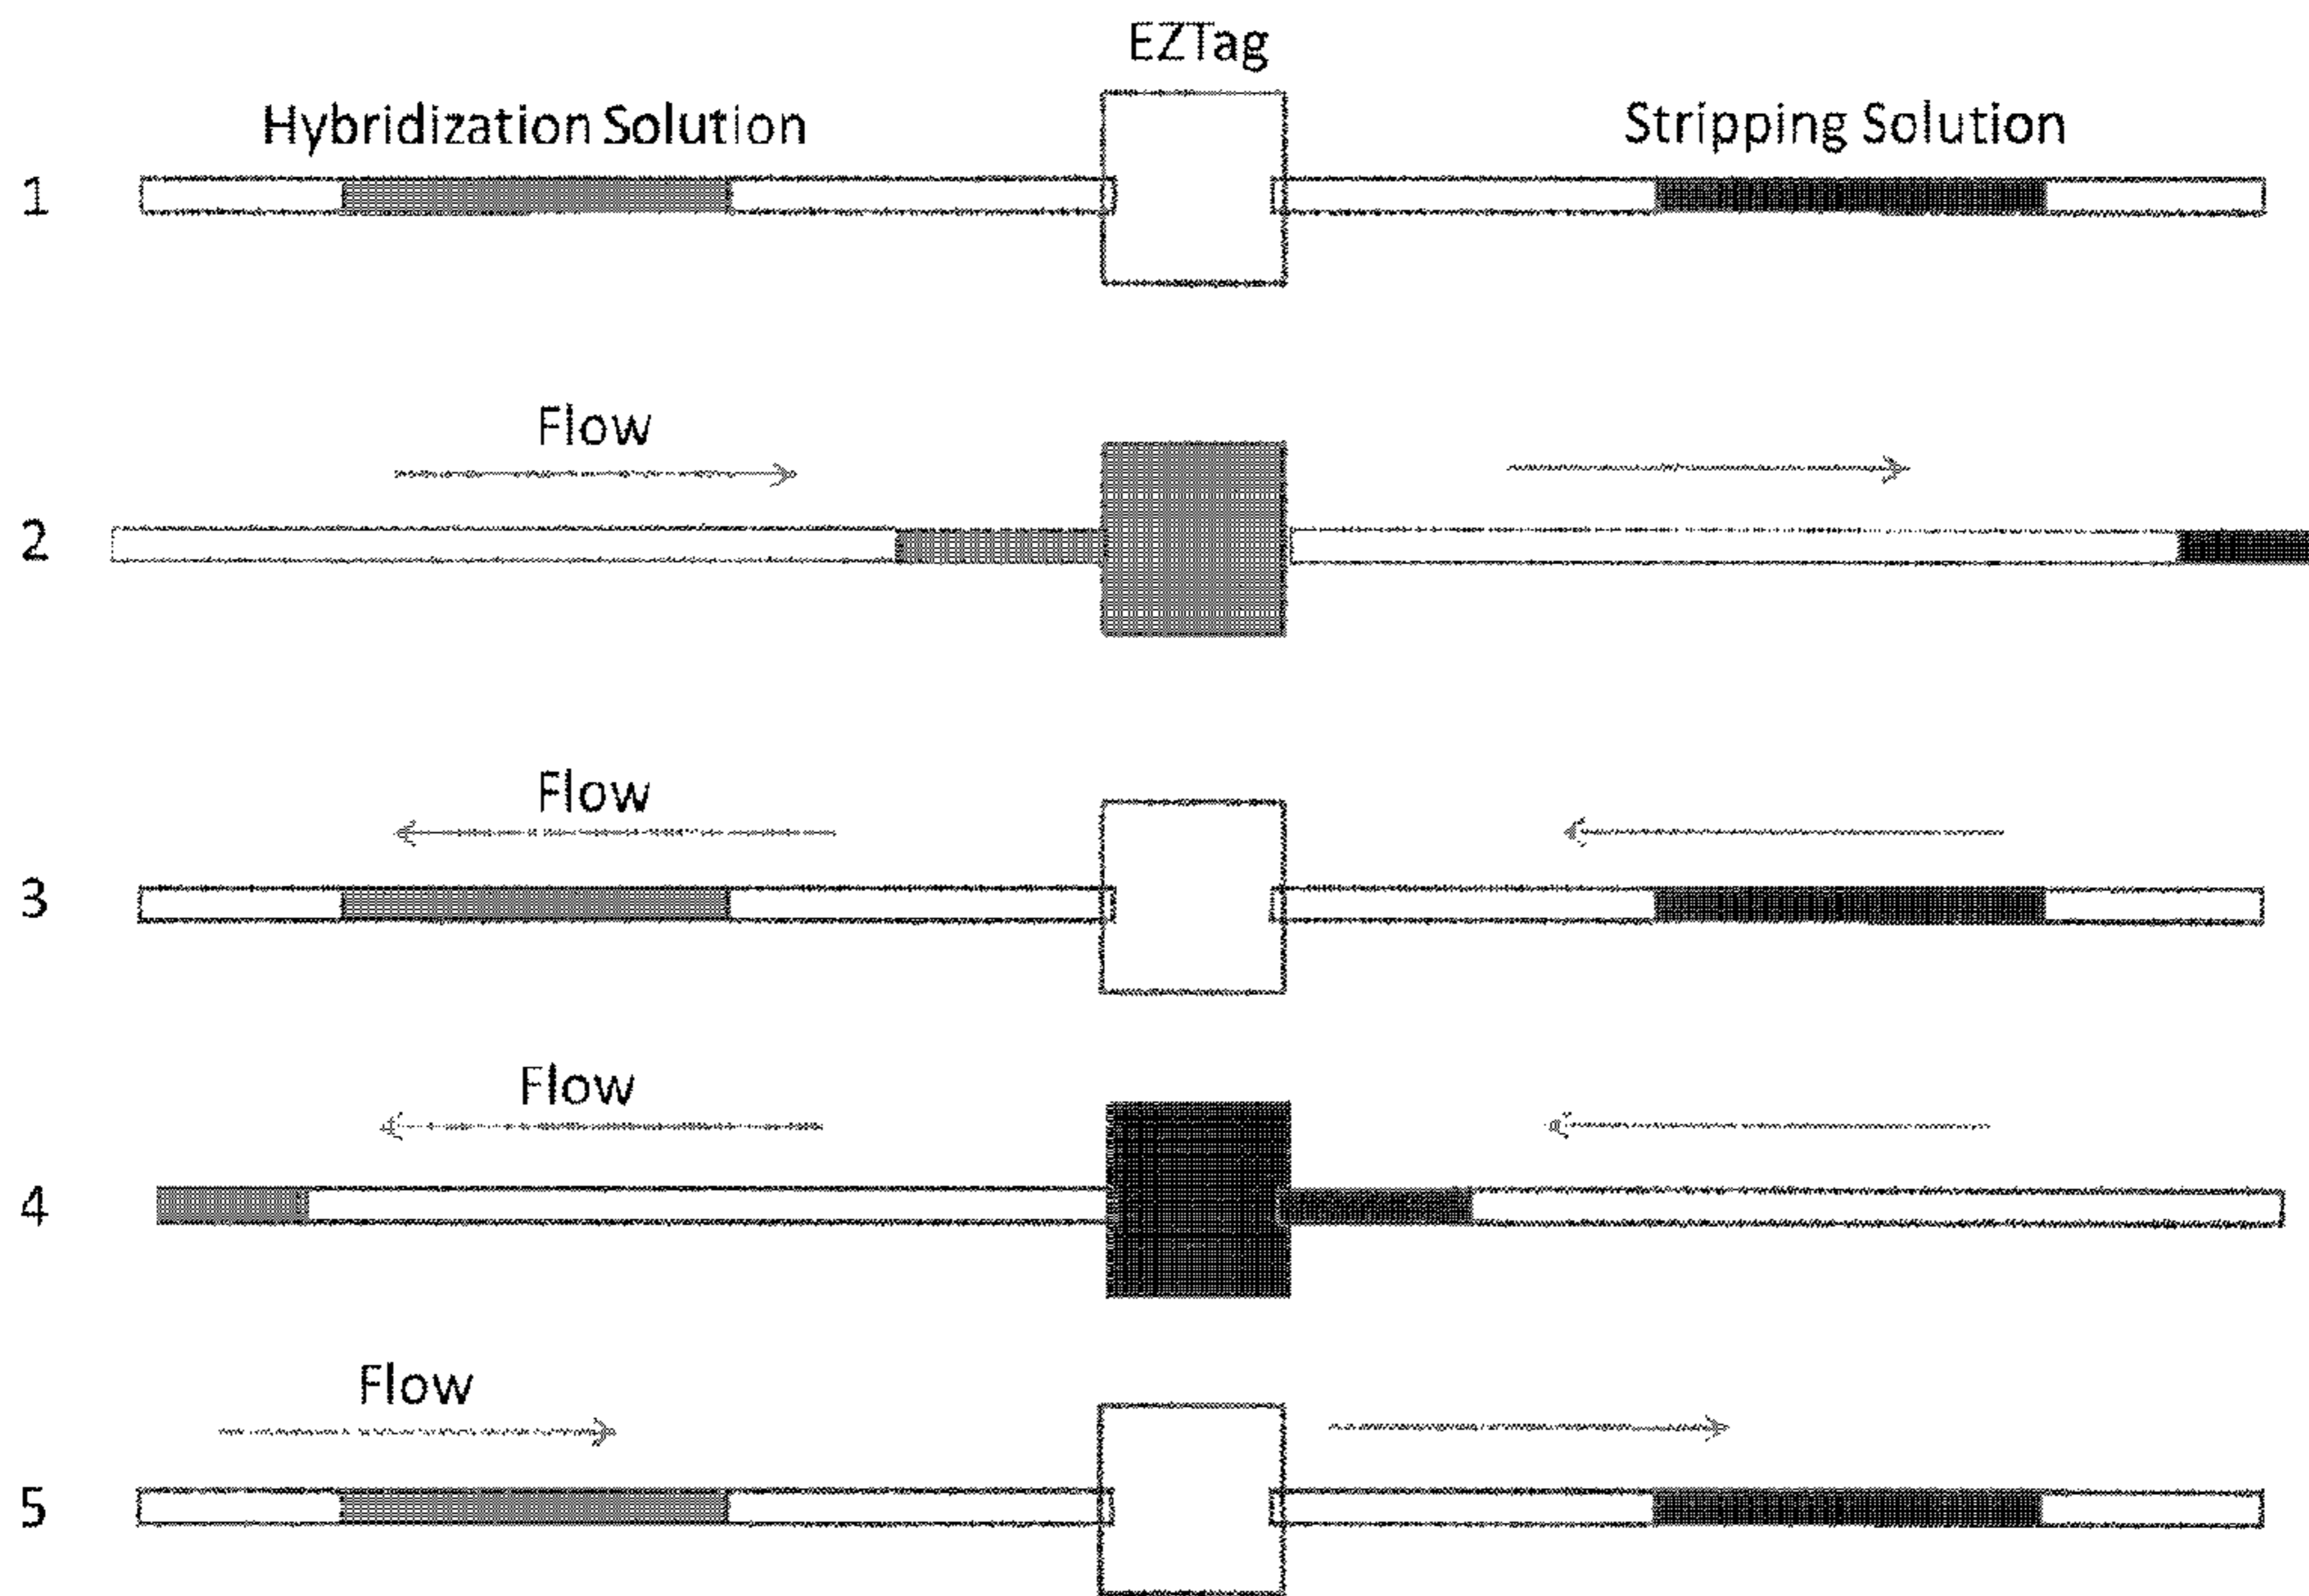 EZTag
Hybridization Solution
Stripping Solution
1
Flow
2
Flow
3
Flow
4
Flow
5